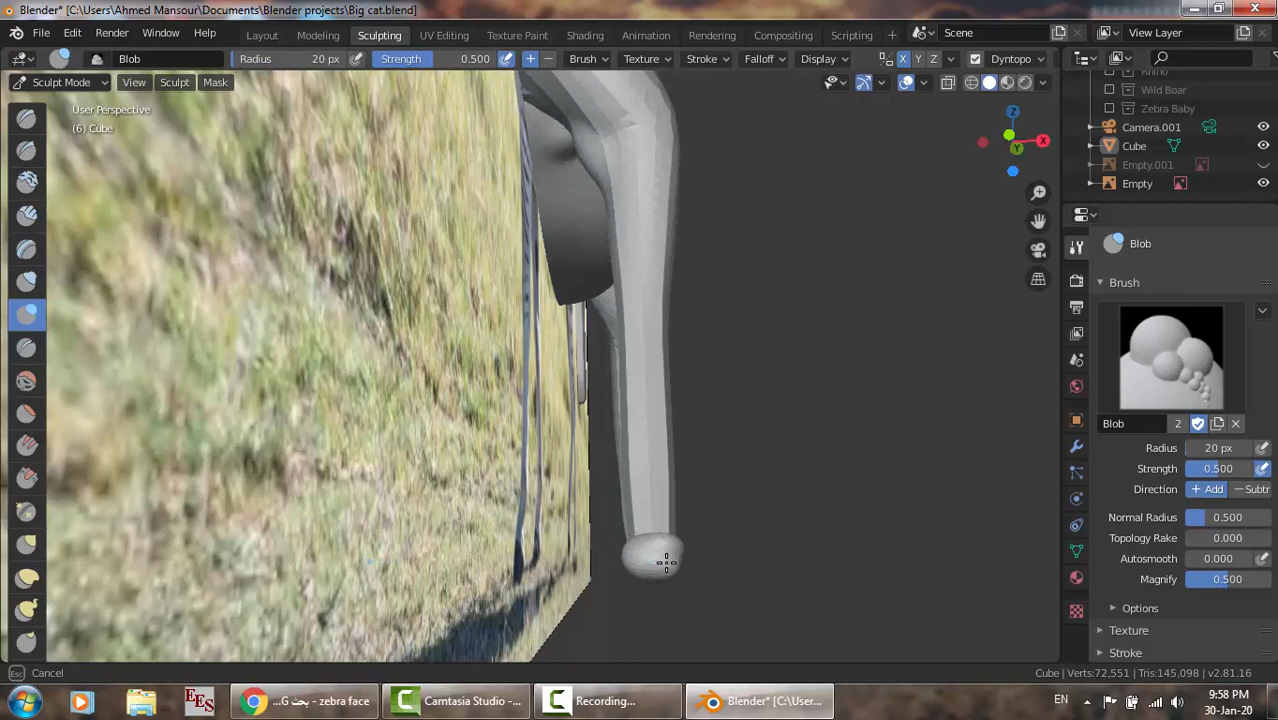 Blender* [C:\Users\Ahmed Mansour\Documents\Blender projects\Big cat.blend]
File Edit Render Window Help Layout Modeling Sculpting UV Editing Texture Paint Shading Animation Rendering Compositing Scripting + Scene View Layer
Blob Radius 20 px Strength 0.500 Brush Texture Stroke Falloff Display X Y Z Dyntopo
Sculpt Mode View Sculpt Mask
User Perspective
(6) Cube
Z
X
Y
Wild Boar
Zebra Baby
Camera.001
Cube
Empty.001
Empty
Blob
Brush
Blob 2
Radius 20 px
Strength 0.500
Direction + Add — Subtr
Normal Radius 0.500
Topology Rake 0.000
Autosmooth 0.000
Magnify 0.500
Options
Texture
Stroke
Esc Cancel
Cube | Verts:72,551 | Tris:145,098 | v2.81.16
EES
...G بحث - zebra face
Camtasia Studio -...
Recording...
Blender* [C:\User...
EN
9:58 PM
30-Jan-20